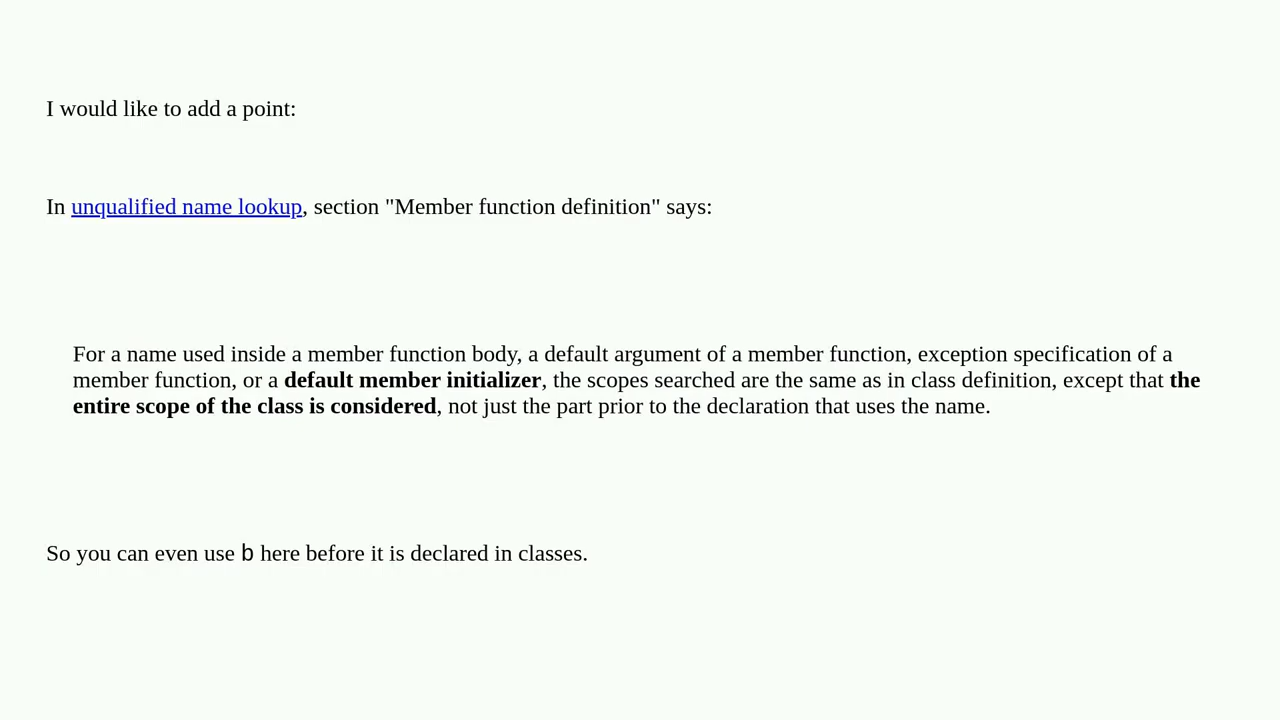 I would like to add a point:
In unqualified name lookup, section "Member function definition" says:
For a name used inside a member function body, a default argument of a member function, exception specification of a
member function, or a default member initializer, the scopes searched are the same as in class definition, except that the
entire scope of the class is considered, not just the part prior to the declaration that uses the name.
So you can even use b here before it is declared in classes.